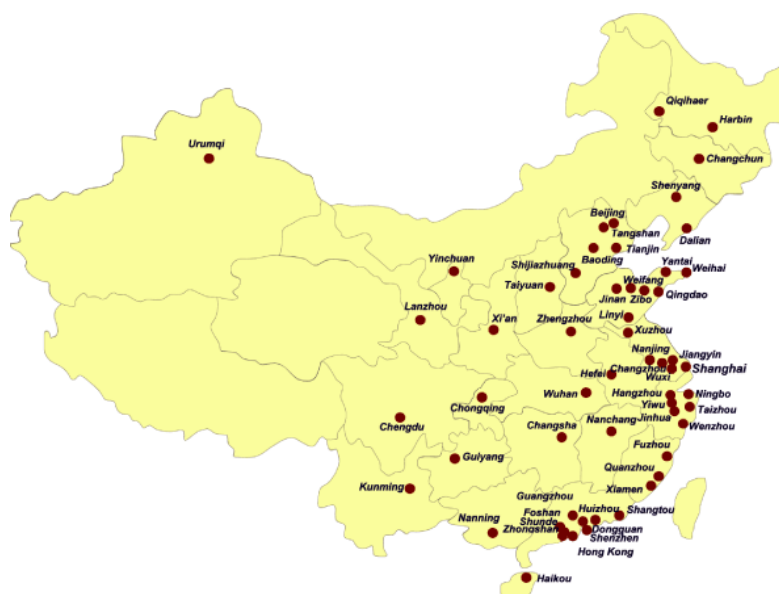 Qiqihaer
Harbin
Urumqi
Changchun
Shenyang
Beijing
Tangshan
Dalian
Baoding
Tianjin
Yinchuan
Shijiazhuang
Yantai
Weihai
Taiyuan
Weifang
Jinan
Zibo
Qingdao
Lanzhou
Xi'an
Zhengzhou
Linyi
Xuzhou
Nanjing
Jiangyin
Changzhou
Shanghai
Hefei
Wuxi
Wuhan
Hangzhou
Ningbo
Chongqing
Yiwu
Taizhou
Chengdu
Changsha
Nanchang
Jinhua
Wenzhou
Fuzhou
Guiyang
Quanzhou
Kunming
Xiamen
Guangzhou
Foshan
Huizhou
Shangtou
Nanning
Shunde
Zhongshan
Dongguan
Shenzhen
Hong Kong
Haikou